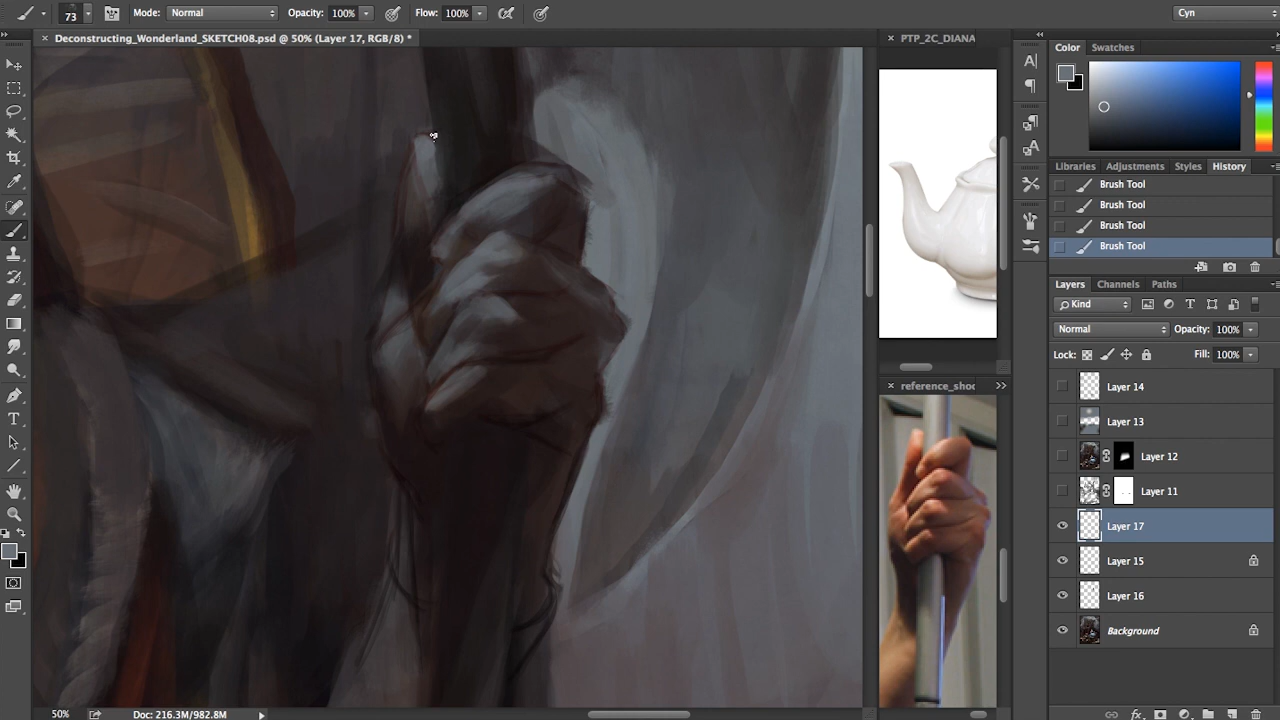 73
Mode:
Normal
Opacity:
100%
Flow:
100%
Cyn
Deconstructing_Wonderland_SKETCH08.psd @ 50% (Layer 17, RGB/8) *
PTP_2C_DIANA
reference_shoo
Color
Swatches
Libraries
Adjustments
Styles
History
Brush Tool
Brush Tool
Brush Tool
Brush Tool
Layers
Channels
Paths
Kind
Normal
Opacity:
100%
Lock:
Fill:
100%
Layer 14
Layer 13
Layer 12
Layer 11
Layer 17
Layer 15
Layer 16
Background
50%
Doc: 216.3M/982.8M